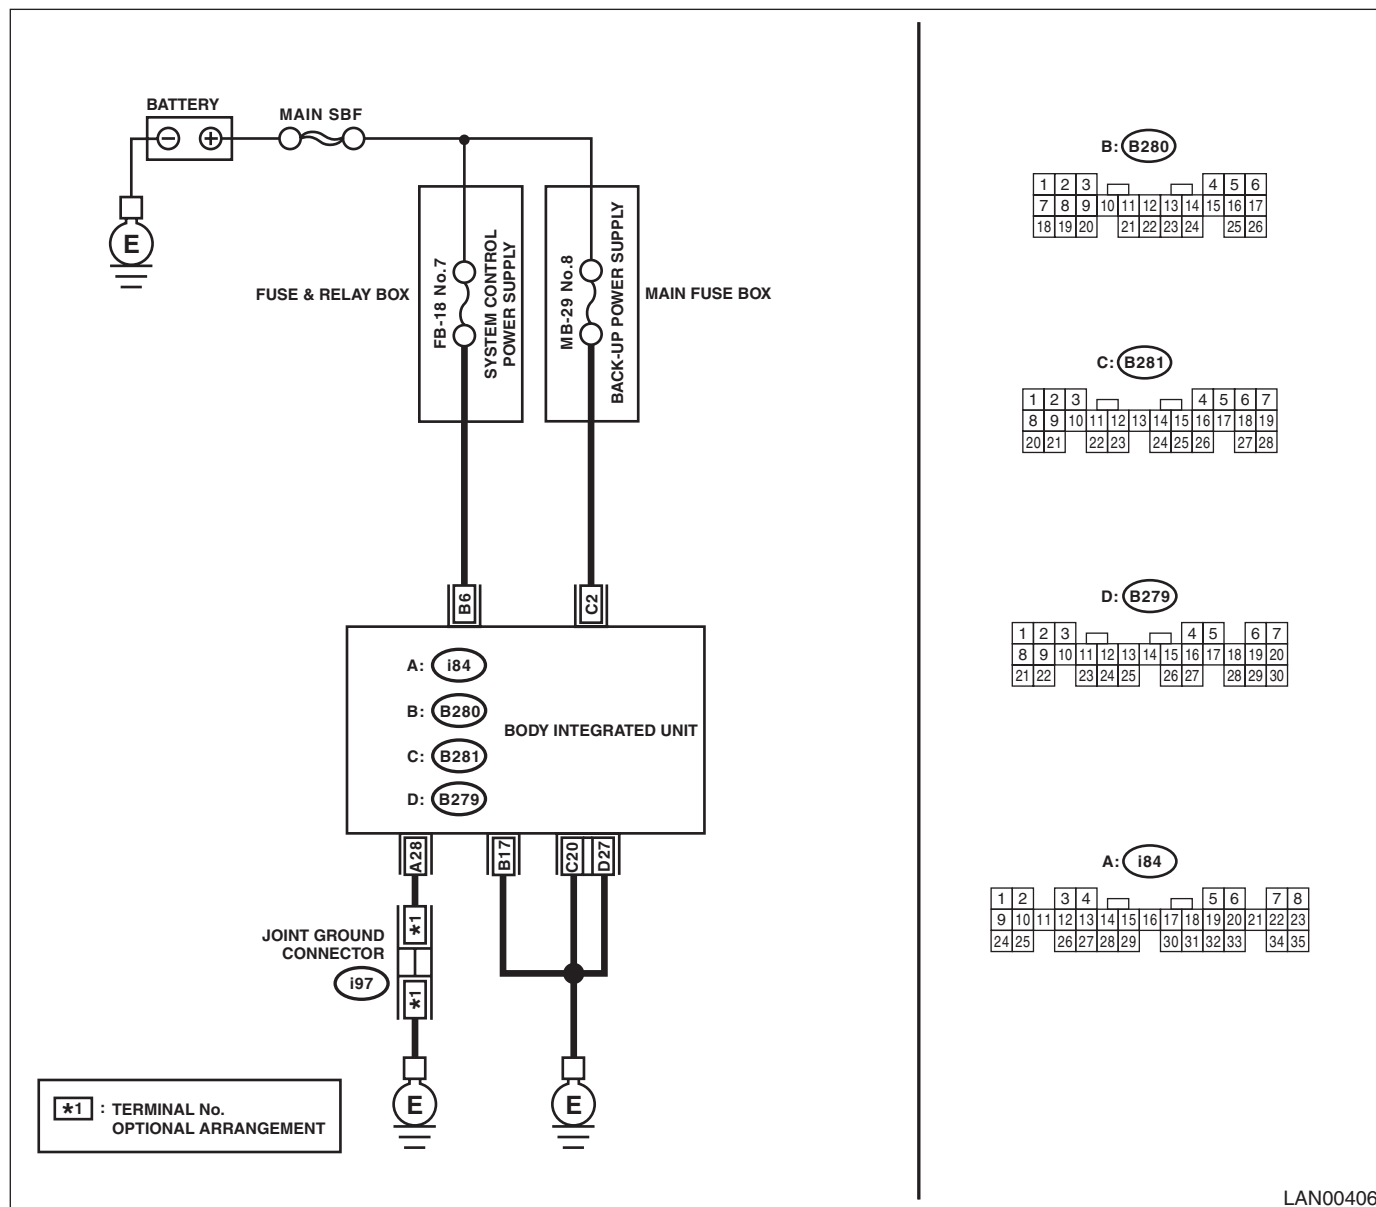 BATTERY
MAIN SBF
E
FUSE & RELAY BOX
FB-18 No.7
SYSTEM CONTROL
POWER SUPPLY
MB-29 No.8
BACK-UP POWER SUPPLY
MAIN FUSE BOX
B6
C2
A: i84
B: B280
C: B281
D: B279
BODY INTEGRATED UNIT
A28
B17
C20
D27
JOINT GROUND
CONNECTOR
i97
*1
*1
E
E
*1 : TERMINAL No.
OPTIONAL ARRANGEMENT
B: B280
1 2 3 4 5 6
7 8 9 10 11 12 13 14 15 16 17
18 19 20 21 22 23 24 25 26
C: B281
1 2 3 4 5 6 7
8 9 10 11 12 13 14 15 16 17 18 19
20 21 22 23 24 25 26 27 28
D: B279
1 2 3 4 5 6 7
8 9 10 11 12 13 14 15 16 17 18 19 20
21 22 23 24 25 26 27 28 29 30
A: i84
1 2 3 4 5 6 7 8
9 10 11 12 13 14 15 16 17 18 19 20 21 22 23
24 25 26 27 28 29 30 31 32 33 34 35
LAN00406